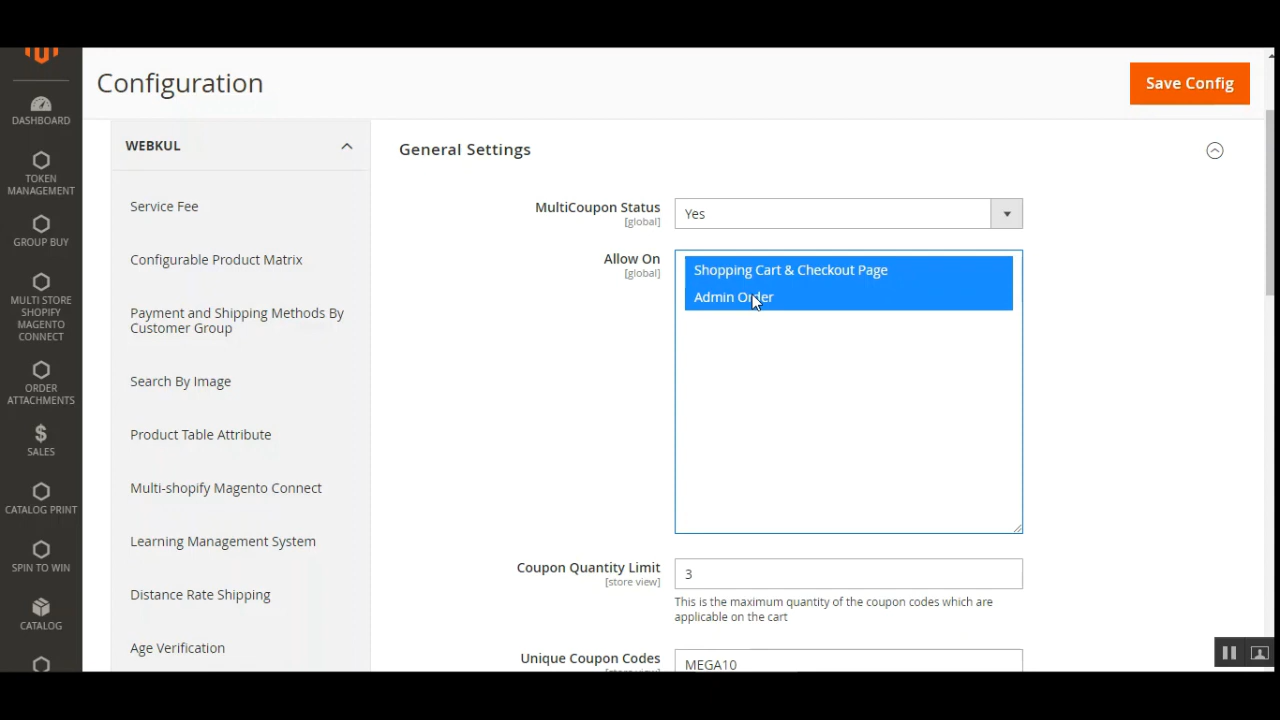 Configuration
Save Config
DASHBOARD
TOKEN
MANAGEMENT
GROUP BUY
MULTI STORE
SHOPIFY
MAGENTO
CONNECT
ORDER
ATTACHMENTS
$
SALES
CATALOG PRINT
SPIN TO WIN
CATALOG
WEBKUL
Service Fee
Configurable Product Matrix
Payment and Shipping Methods By
Customer Group
Search By Image
Product Table Attribute
Multi-shopify Magento Connect
Learning Management System
Distance Rate Shipping
Age Verification
General Settings
MultiCoupon Status
[global]
Yes
Allow On
[global]
Shopping Cart & Checkout Page
Admin Order
Coupon Quantity Limit
[store view]
3
This is the maximum quantity of the coupon codes which are
applicable on the cart
Unique Coupon Codes
MEGA10